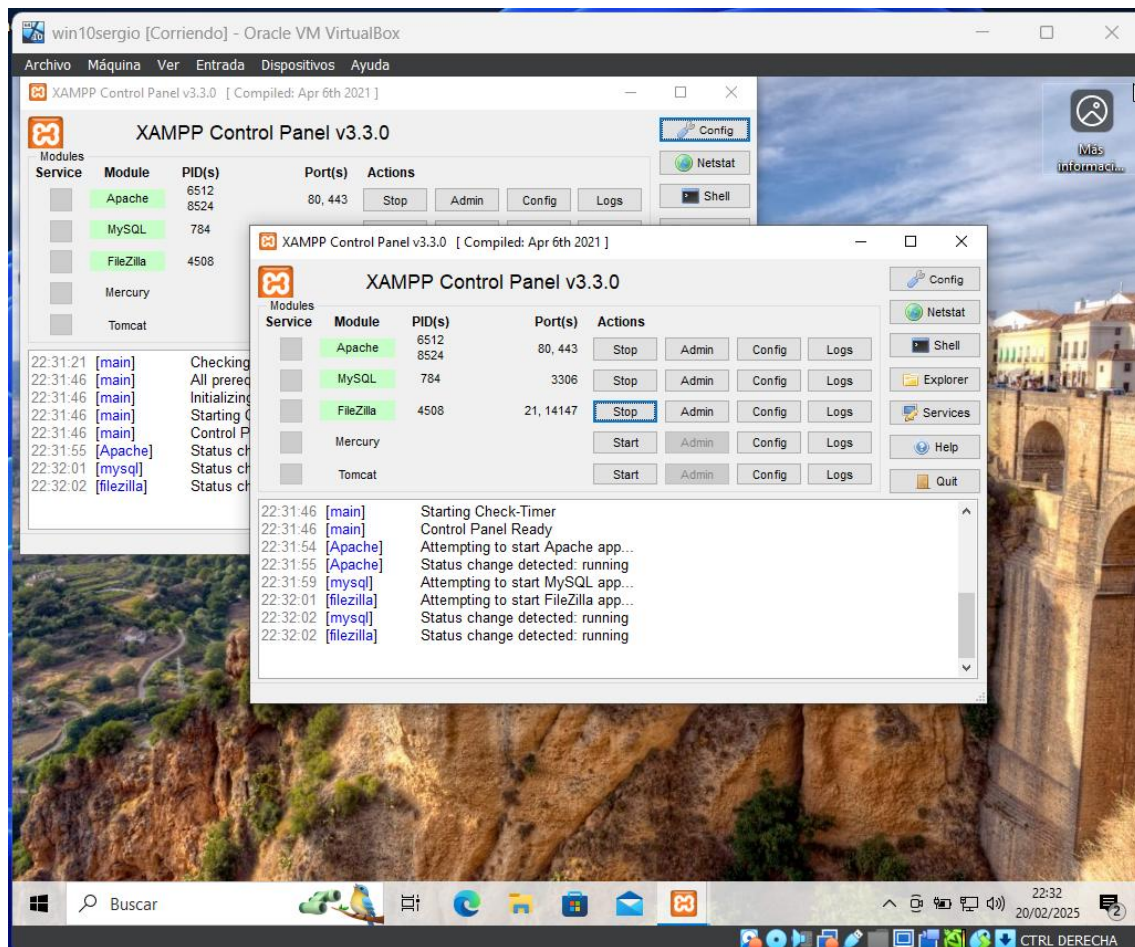 win10sergio [Corriendo] - Oracle VM VirtualBox
Archivo Máquina Ver Entrada Dispositivos Ayuda
XAMPP Control Panel v3.3.0 [ Compiled: Apr 6th 2021 ]
XAMPP Control Panel v3.3.0
Config
Modules
Service Module PID(s) Port(s) Actions
Netstat
Apache 6512 8524 80, 443 Stop Admin Config Logs
Shell
MySQL 784
FileZilla 4508
Mercury
Tomcat
22:31:21 [main] Checking
22:31:46 [main] All prereq
22:31:46 [main] Initializing
22:31:46 [main] Starting
22:31:46 [main] Control P
22:31:55 [Apache] Status ch
22:32:01 [mysql] Status ch
22:32:02 [filezilla] Status ch
Más
informaci...
XAMPP Control Panel v3.3.0 [ Compiled: Apr 6th 2021 ]
XAMPP Control Panel v3.3.0
Config
Modules
Service Module PID(s) Port(s) Actions
Netstat
Apache 6512 8524 80, 443 Stop Admin Config Logs
Shell
MySQL 784 3306 Stop Admin Config Logs
Explorer
FileZilla 4508 21, 14147 Stop Admin Config Logs
Services
Mercury Start Admin Config Logs
Help
Tomcat Start Admin Config Logs
Quit
22:31:46 [main] Starting Check-Timer
22:31:46 [main] Control Panel Ready
22:31:54 [Apache] Attempting to start Apache app...
22:31:55 [Apache] Status change detected: running
22:31:59 [mysql] Attempting to start MySQL app...
22:32:01 [filezilla] Attempting to start FileZilla app...
22:32:02 [mysql] Status change detected: running
22:32:02 [filezilla] Status change detected: running
Buscar
22:32
20/02/2025
2
CTRL DERECHA